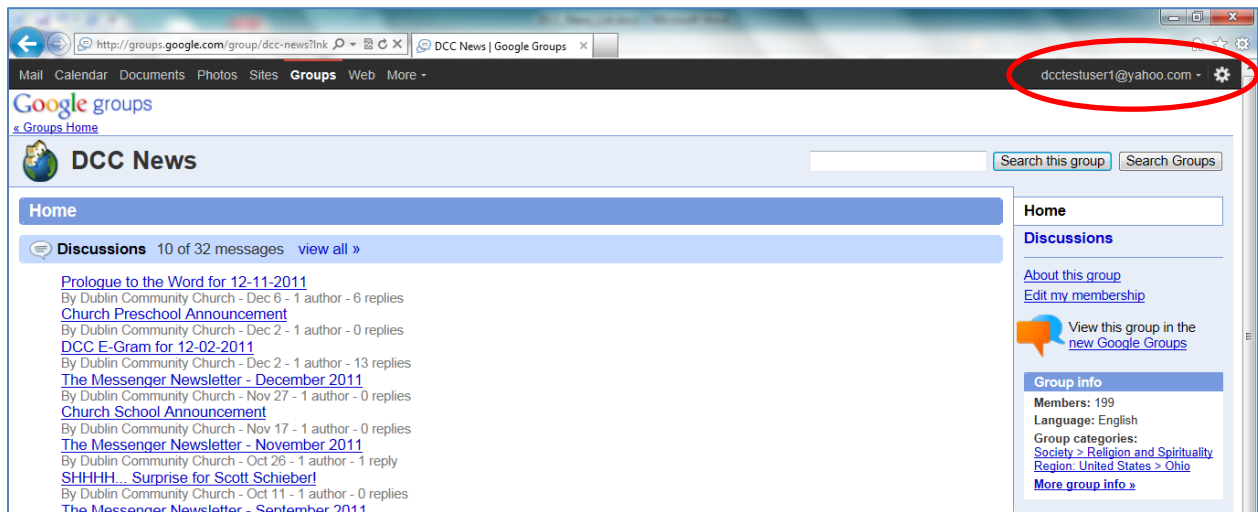 http://groups.google.com/group/dcc-news?lnk
DCC News | Google Groups
Mail Calendar Documents Photos Sites Groups Web More
dcctestuser1@yahoo.com
Google groups
« Groups Home
DCC News
Search this group Search Groups
Home
Discussions 10 of 32 messages view all »
Prologue to the Word for 12-11-2011
By Dublin Community Church - Dec 6 - 1 author - 6 replies
Church Preschool Announcement
By Dublin Community Church - Dec 2 - 1 author - 0 replies
DCC E-Gram for 12-02-2011
By Dublin Community Church - Dec 2 - 1 author - 13 replies
The Messenger Newsletter - December 2011
By Dublin Community Church - Nov 27 - 1 author - 0 replies
Church School Announcement
By Dublin Community Church - Nov 17 - 1 author - 0 replies
The Messenger Newsletter - November 2011
By Dublin Community Church - Oct 26 - 1 author - 1 reply
SHHHH... Surprise for Scott Schieber!
By Dublin Community Church - Oct 11 - 1 author - 0 replies
The Messenger Newsletter - September 2011
Home
Discussions
About this group
Edit my membership
View this group in the
new Google Groups
Group info
Members: 199
Language: English
Group categories:
Society > Religion and Spirituality
Region: United States > Ohio
More group info »